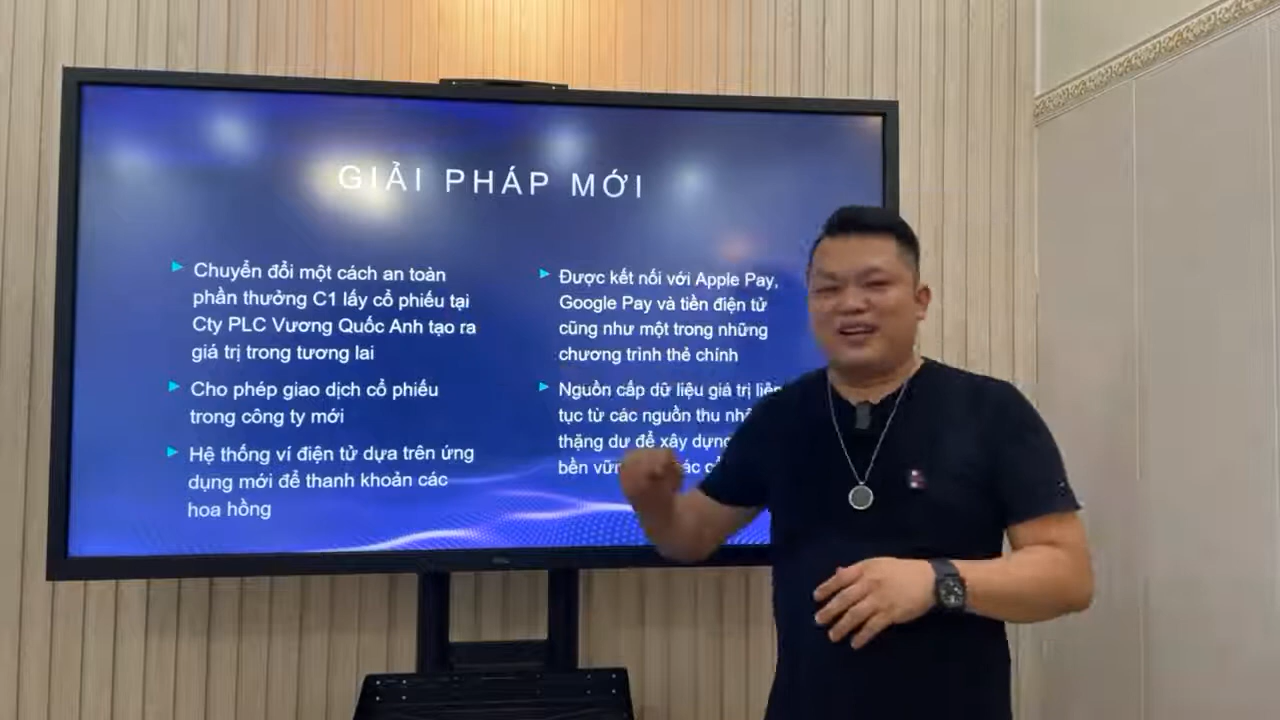 GIẢI PHÁP MỚI
Chuyển đổi một cách an toàn
phần thưởng C1 lấy cổ phiếu tại
Cty PLC Vương Quốc Anh tạo ra
giá trị trong tương lai
Cho phép giao dịch cổ phiếu
trong công ty mới
Hệ thống ví điện tử dựa trên ứng
dụng mới để thanh khoản các
hoa hồng
Được kết nối với Apple Pay,
Google Pay và tiền điện tử
cũng như một trong những
chương trình thẻ chính
Nguồn cấp dữ liệu giá trị liên
tục từ các nguồn thu
thặng dư để xây dựng
bền